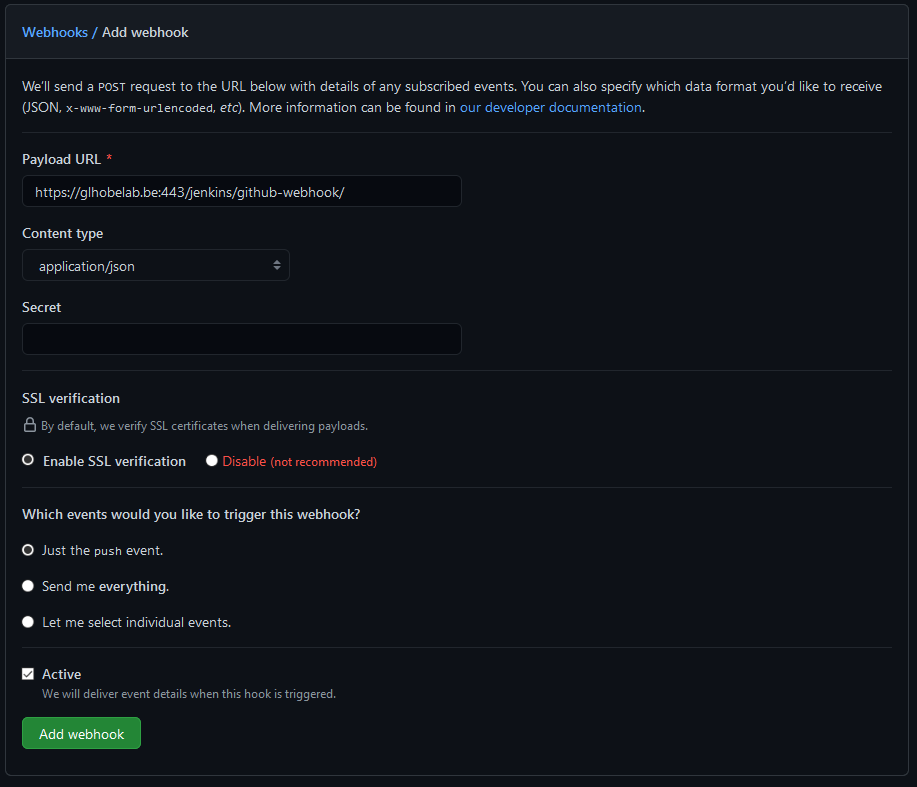 Webhooks / Add webhook
We'll send a POST request to the URL below with details of any subscribed events. You can also specify which data format you'd like to receive
(JSON, x-www-form-urlencoded, etc). More information can be found in our developer documentation.
Payload URL *
https://glhobelab.be:443/jenkins/github-webhook/
Content type
application/json
Secret
SSL verification
By default, we verify SSL certificates when delivering payloads.
Enable SSL verification Disable (not recommended)
Which events would you like to trigger this webhook?
Just the push event.
Send me everything.
Let me select individual events.
Active
We will deliver event details when this hook is triggered.
Add webhook